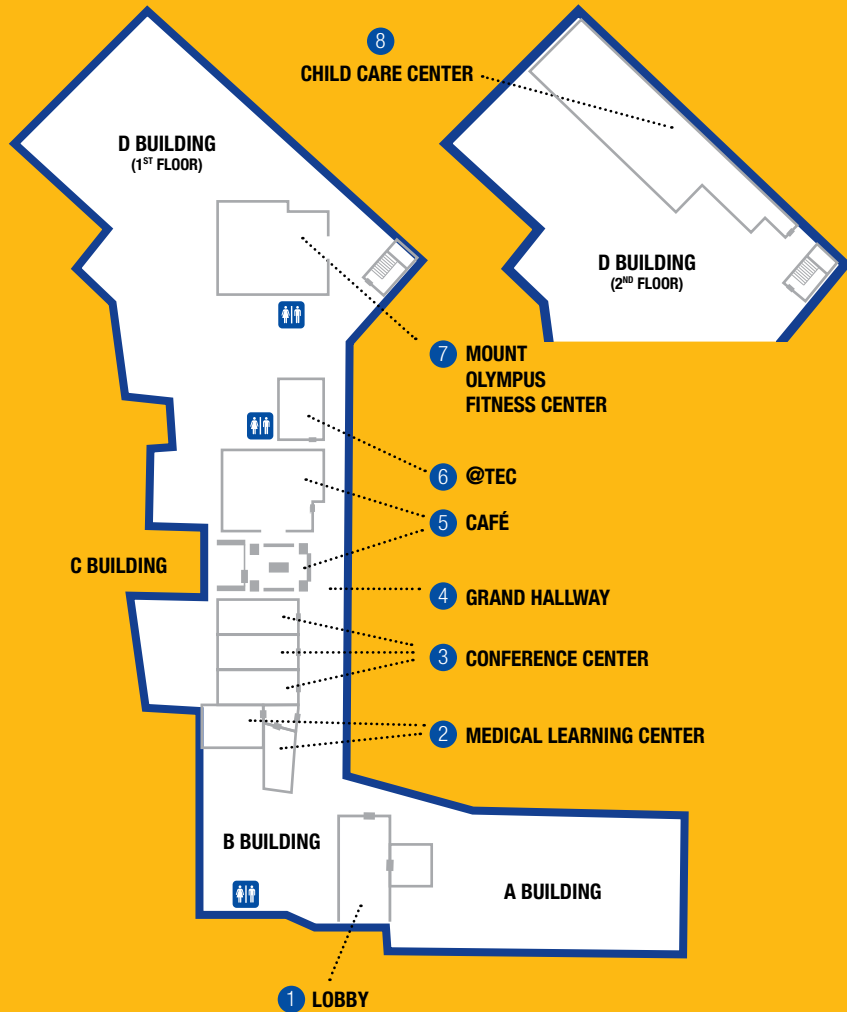 8
CHILD CARE CENTER
D BUILDING
(1ST FLOOR)
D BUILDING
(2ND FLOOR)
7 MOUNT
OLYMPUS
FITNESS CENTER
6 @TEC
5 CAFÉ
C BUILDING
4 GRAND HALLWAY
3 CONFERENCE CENTER
2 MEDICAL LEARNING CENTER
B BUILDING
A BUILDING
1 LOBBY